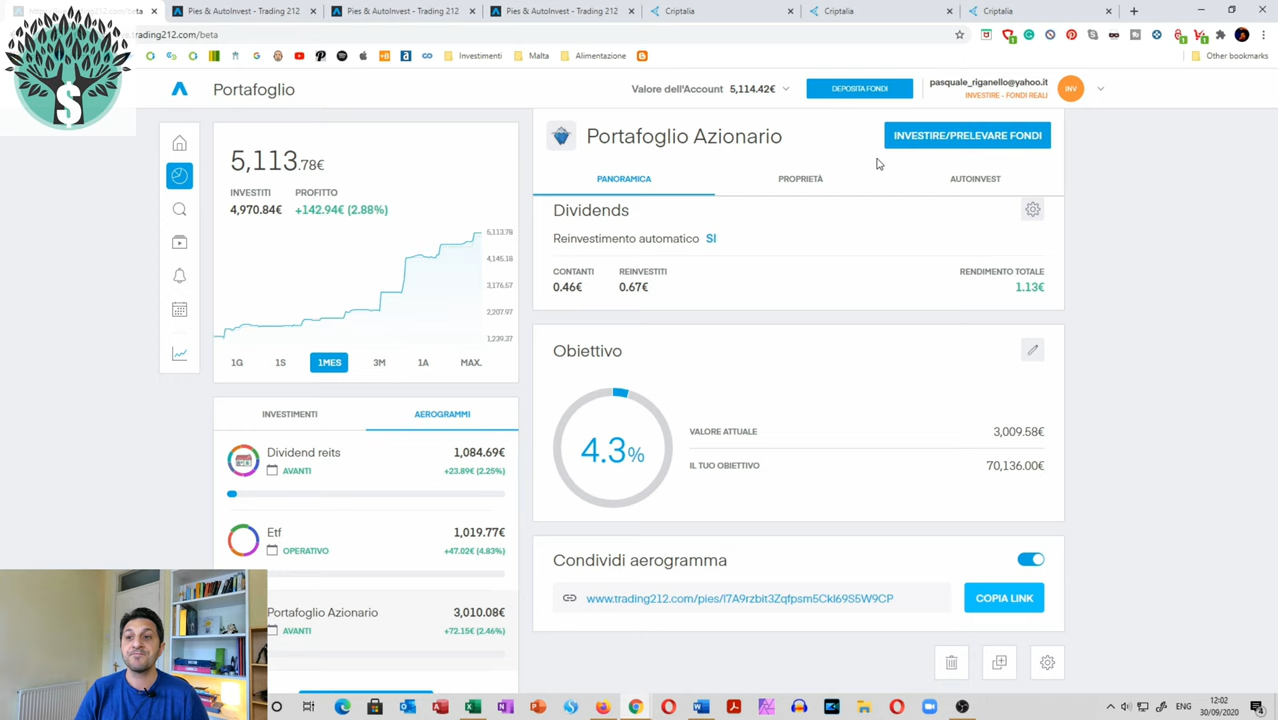 Pies & AutoInvest - Trading 212
Pies & AutoInvest - Trading 212
Pies & AutoInvest - Trading 212
Criptalia
Criptalia
Criptalia
.trading212.com/beta
Investimenti
Malta
Alimentazione
Other bookmarks
Portafoglio
Valore dell'Account 5,114.42€
DEPOSITA FONDI
pasquale_riganello@yahoo.it
INVESTIRE - FONDI REALI
INV
5,113.78€
INVESTITI
PROFITTO
4,970.84€
+142.94€ (2.88%)
5,113.78
4,145.18
3,176.57
2,207.97
1,239.37
1G
1S
1MES
3M
1A
MAX.
INVESTIMENTI
AEROGRAMMI
Dividend reits
1,084.69€
AVANTI
+23.89€ (2.25%)
Etf
1,019.77€
OPERATIVO
+47.02€ (4.83%)
Portafoglio Azionario
3,010.08€
AVANTI
+72.15€ (2.46%)
Portafoglio Azionario
INVESTIRE/PRELEVARE FONDI
PANORAMICA
PROPRIETÀ
AUTOINVEST
Dividends
Reinvestimento automatico SI
CONTANTI
REINVESTITI
RENDIMENTO TOTALE
0.46€
0.67€
1.13€
Obiettivo
4.3%
VALORE ATTUALE
3,009.58€
IL TUO OBIETTIVO
70,136.00€
Condividi aerogramma
www.trading212.com/pies/I7A9rzbit3Zqfpsm5CkI69S5W9CP
COPIA LINK
ENG
12:02
30/09/2020